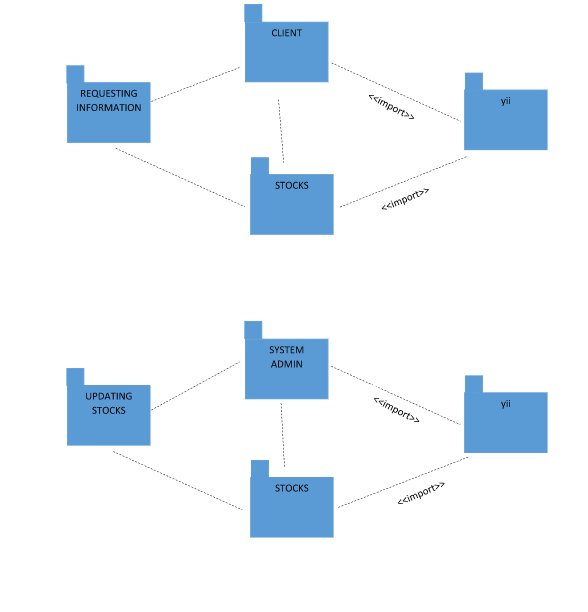 CLIENT
REQUESTING
INFORMATION
yii
<<import>>
STOCKS
<<import>>
SYSTEM
ADMIN
UPDATING
STOCKS
yii
<<import>>
STOCKS
<<import>>